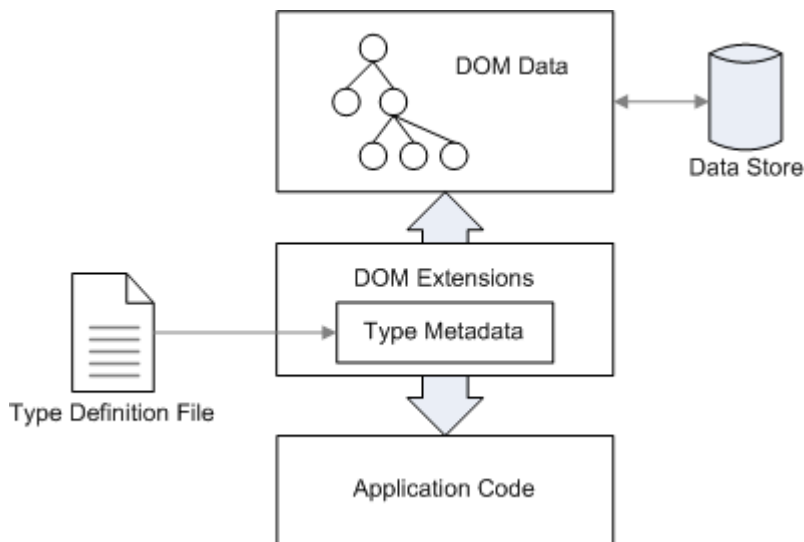 DOM Data
Data Store
DOM Extensions
Type Metadata
Type Definition File
Application Code